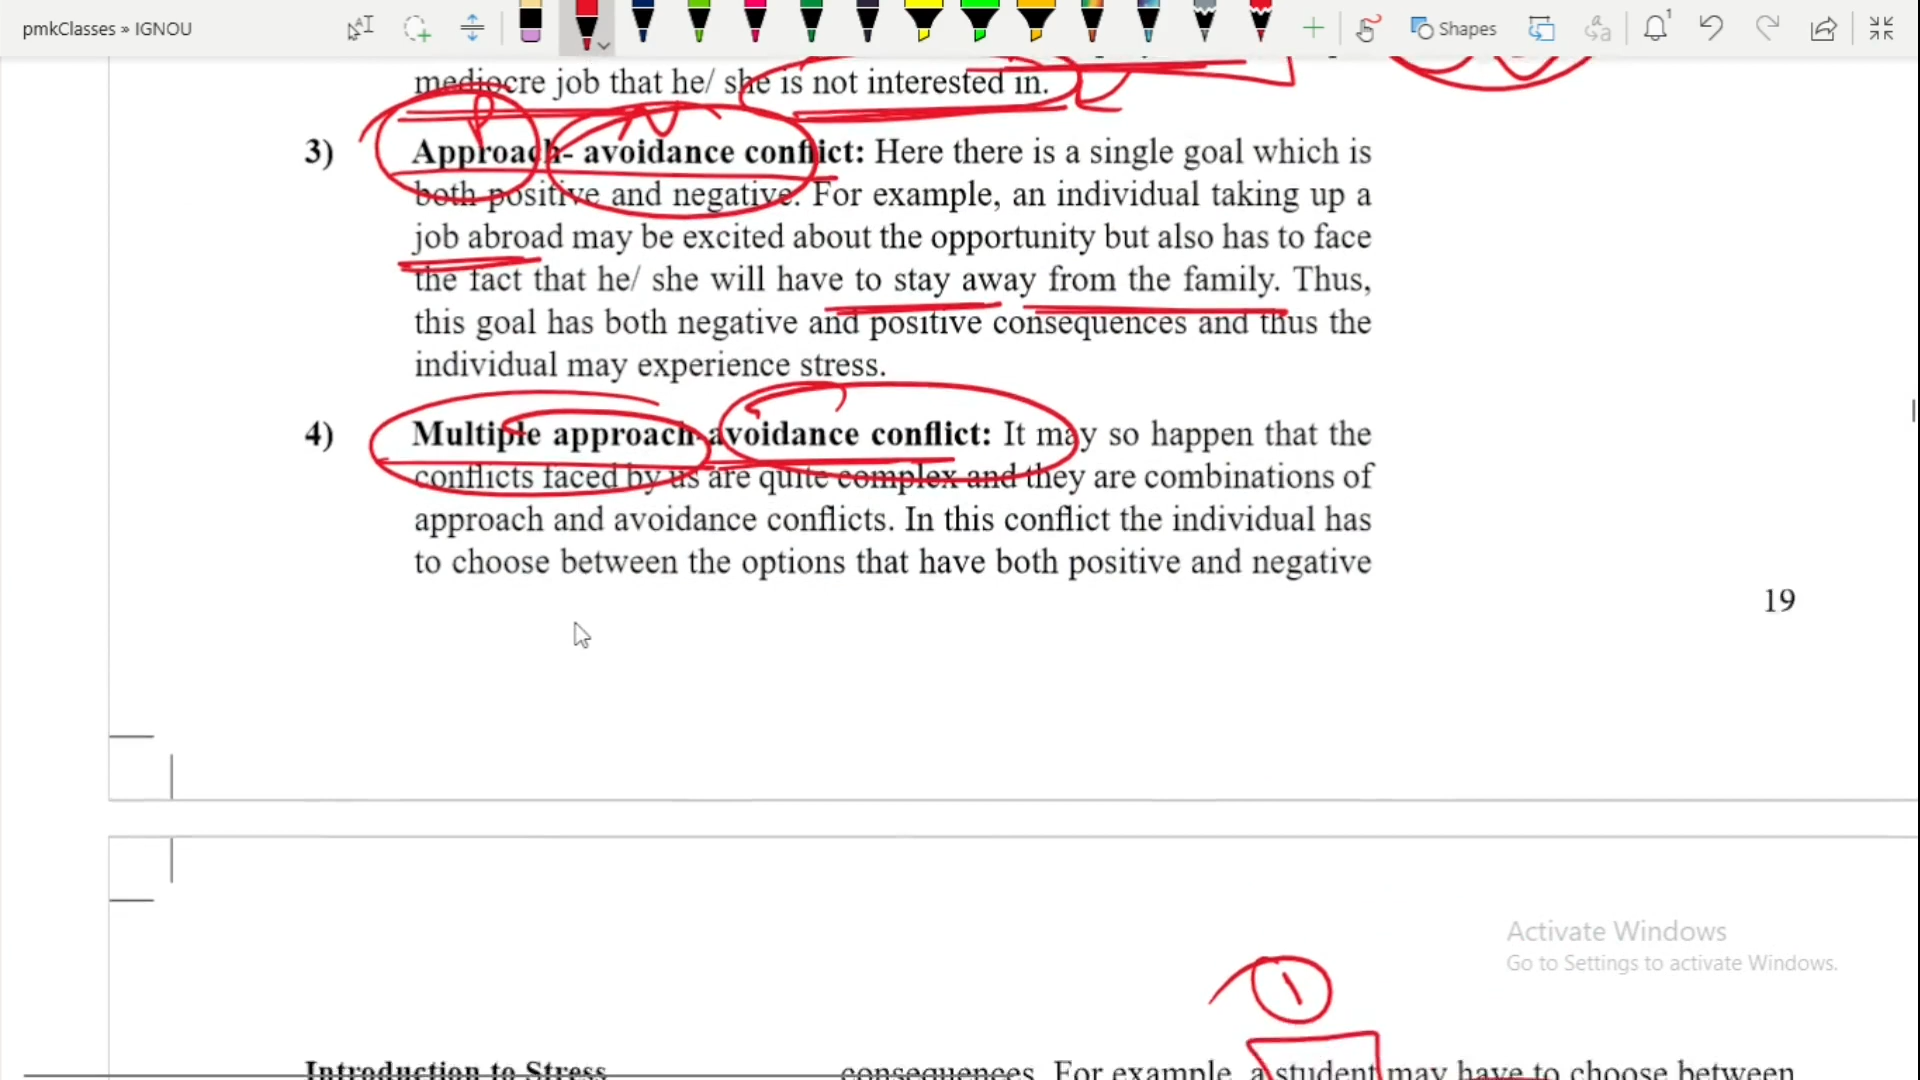 pmkClasses » IGNOU
Shapes
mediocre job that he/ she is not interested in.
P N
3) Approach- avoidance conflict: Here there is a single goal which is
both positive and negative. For example, an individual taking up a
job abroad may be excited about the opportunity but also has to face
the fact that he/ she will have to stay away from the family. Thus,
this goal has both negative and positive consequences and thus the
individual may experience stress.
4) Multiple approach-avoidance conflict: It may so happen that the
conflicts faced by us are quite complex and they are combinations of
approach and avoidance conflicts. In this conflict the individual has
to choose between the options that have both positive and negative
19
Activate Windows
Go to Settings to activate Windows.
1
Introduction to Stress consequences. For example, a student may have to choose between